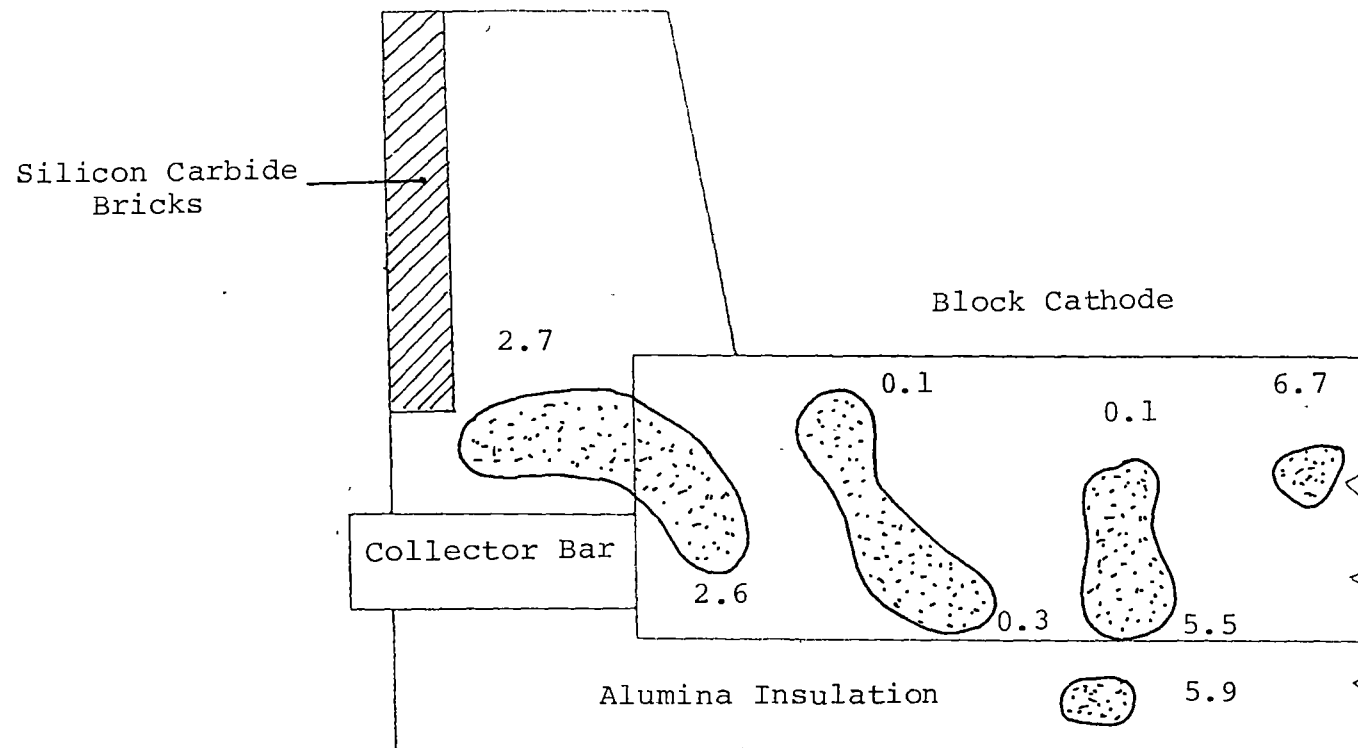 Silicon Carbide
Bricks
Block Cathode
2.7
0.1
6.7
0.1
Collector Bar
2.6
0.3
5.5
Alumina Insulation
5.9